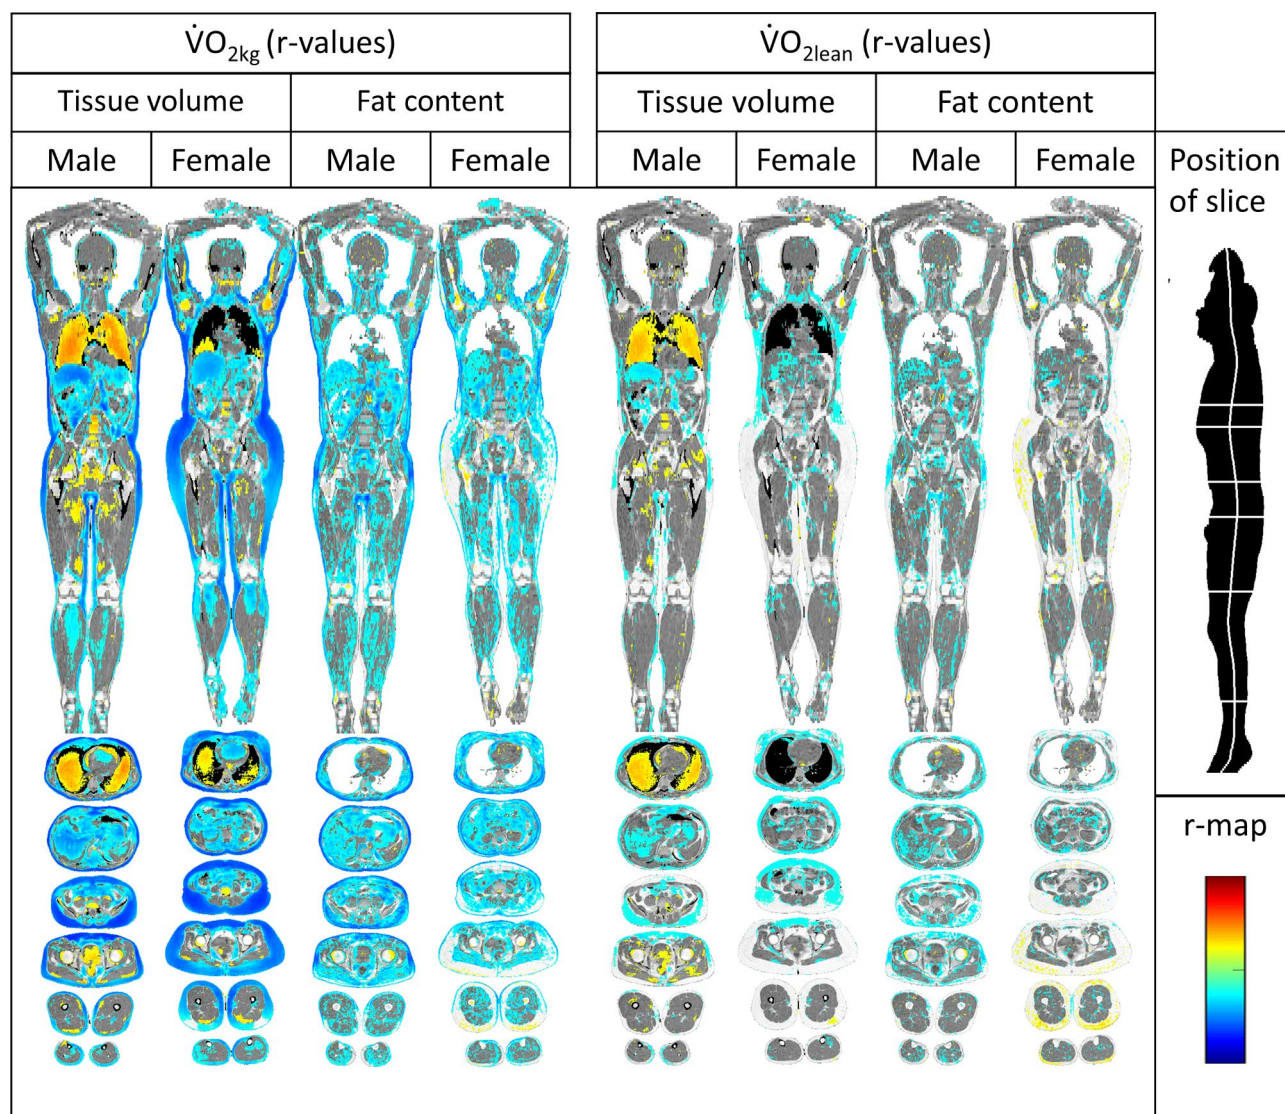 V̇O2kg (r-values) V̇O2lean (r-values)
Tissue volume Fat content Tissue volume Fat content
Male Female Male Female Male Female Male Female Position
of slice
r-map